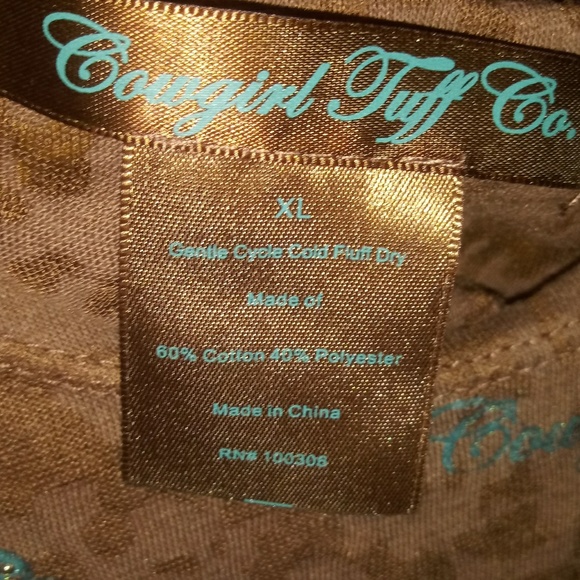 Cowgirl Tuff Co.
XL
Gentle Cycle Cold Fluff Dry
Made of
60% Cotton 40% Polyester
Made in China
RN# 100306